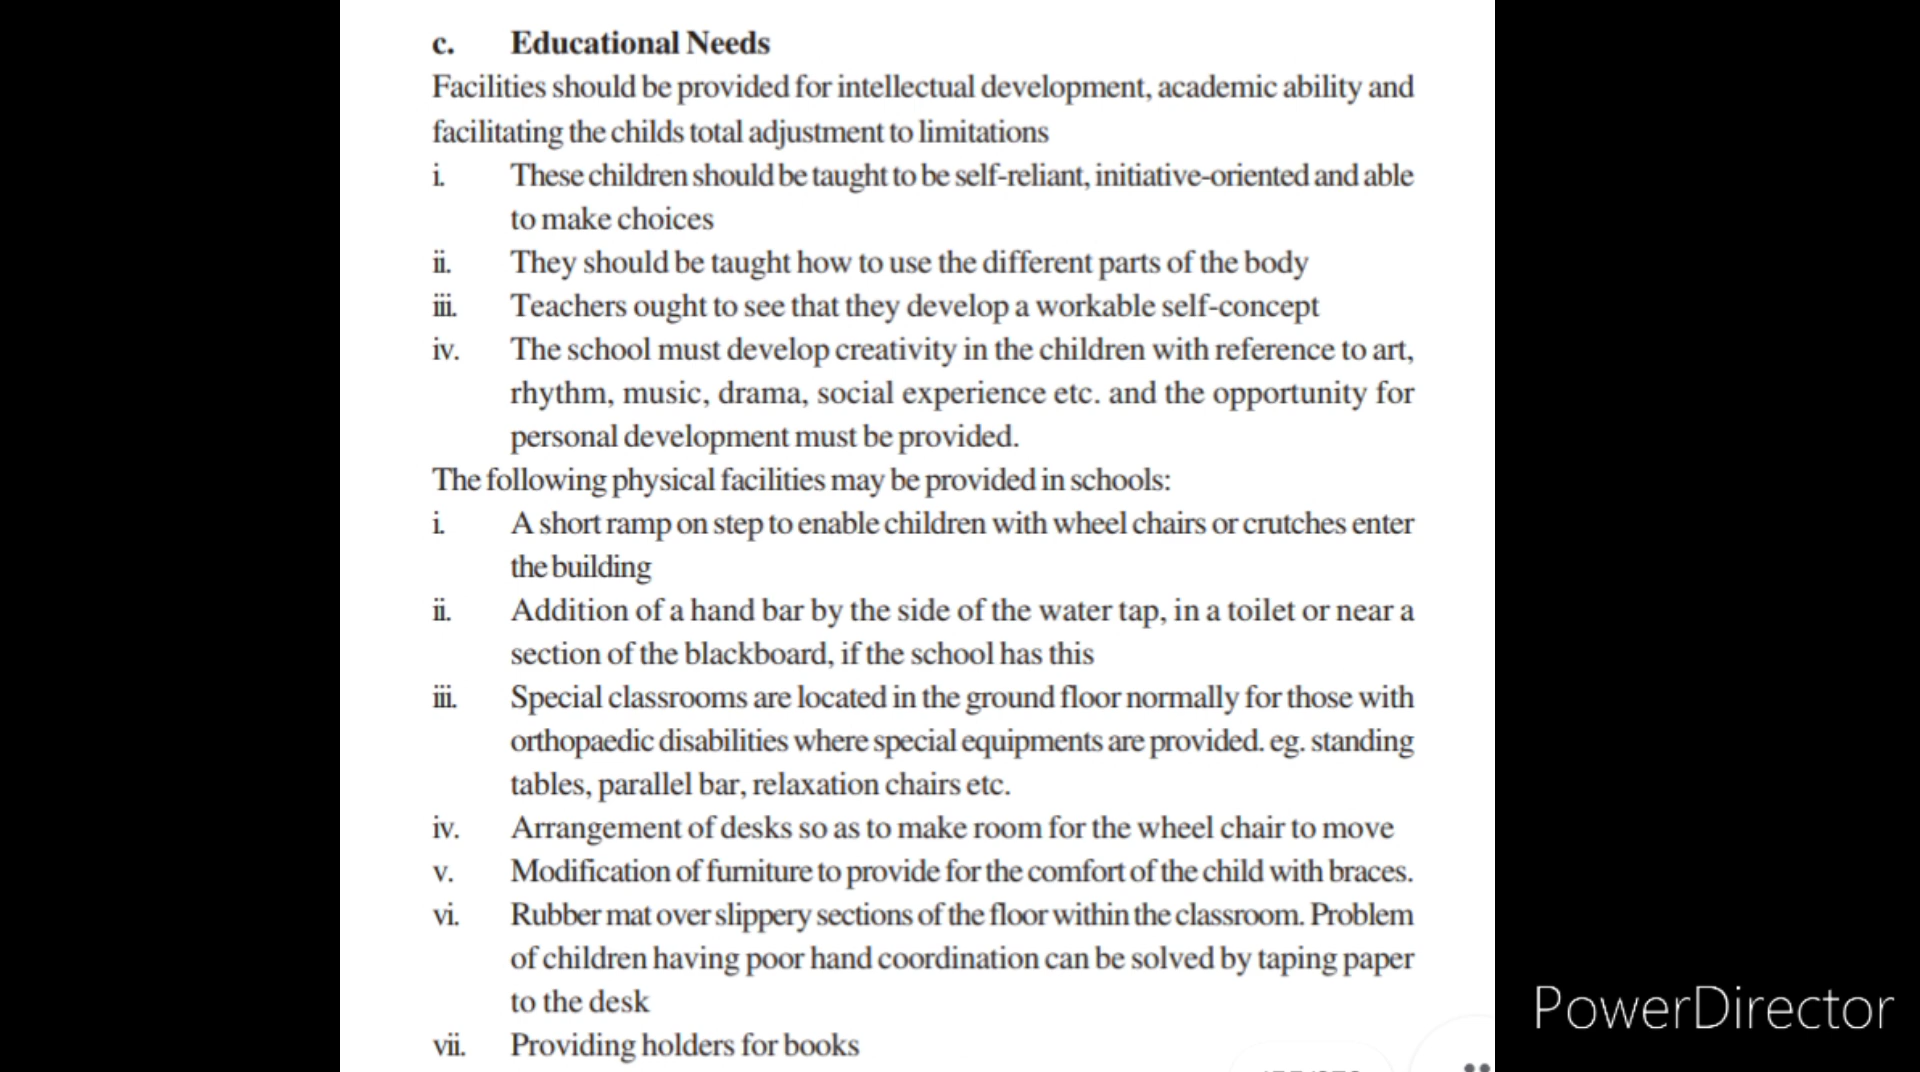 c. Educational Needs
Facilities should be provided for intellectual development, academic ability and
facilitating the childs total adjustment to limitations
i. These children should be taught to be self-reliant, initiative-oriented and able
to make choices
ii. They should be taught how to use the different parts of the body
iii. Teachers ought to see that they develop a workable self-concept
iv. The school must develop creativity in the children with reference to art,
rhythm, music, drama, social experience etc. and the opportunity for
personal development must be provided.
The following physical facilities may be provided in schools:
i. A short ramp on step to enable children with wheel chairs or crutches enter
the building
ii. Addition of a hand bar by the side of the water tap, in a toilet or near a
section of the blackboard, if the school has this
iii. Special classrooms are located in the ground floor normally for those with
orthopaedic disabilities where special equipments are provided. eg. standing
tables, parallel bar, relaxation chairs etc.
iv. Arrangement of desks so as to make room for the wheel chair to move
v. Modification of furniture to provide for the comfort of the child with braces.
vi. Rubber mat over slippery sections of the floor within the classroom. Problem
of children having poor hand coordination can be solved by taping paper
to the desk
vii. Providing holders for books
PowerDirector